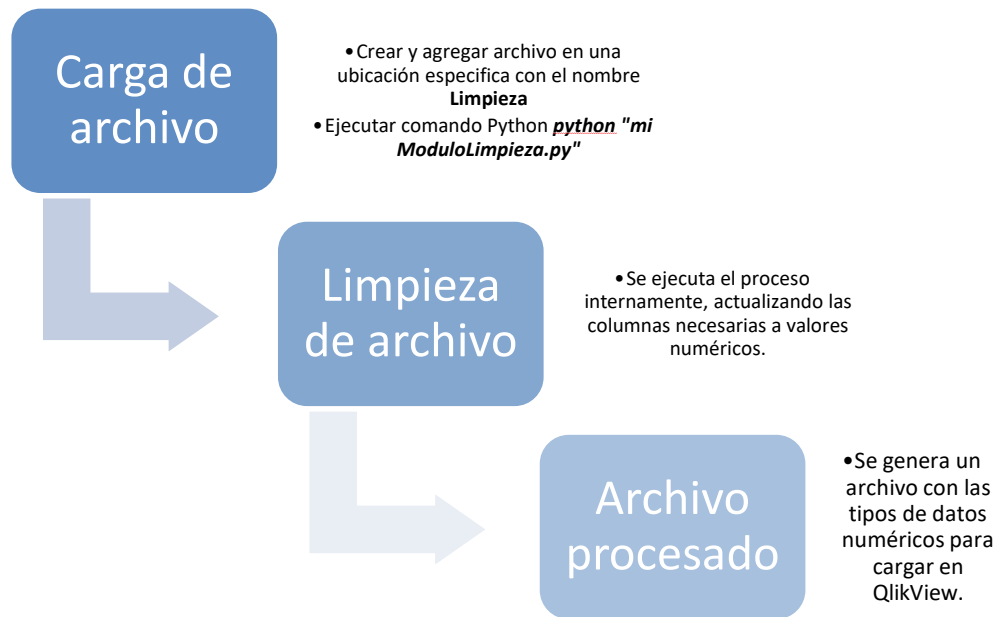 Carga de
archivo
•Crear y agregar archivo en una
ubicación especifica con el nombre
Limpieza
•Ejecutar comando Python python "mi
ModuloLimpieza.py"
Limpieza
de archivo
•Se ejecuta el proceso
internamente, actualizando las
columnas necesarias a valores
numéricos.
Archivo
procesado
•Se genera un
archivo con las
tipos de datos
numéricos para
cargar en
QlikView.